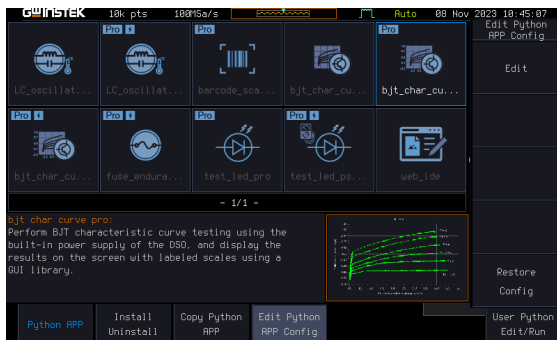 GWINSTEK 10k pts 100MSa/s Auto 08 Nov 2023 10:45:07
Edit Python
APP Config
Edit
Pro Pro Pro Pro
LC_oscillat... LC_oscillat... barcode_sca... bjt_char_cu... bjt_char_cu...
Pro Pro Pro Pro
bjt_char_cu... fuse_endura... test_led_pro test_led_ps... web_ide
- 1/1 -
bjt char curve pro:
Perform BJT characteristic curve testing using the
built-in power supply of the DSO, and display the
results on the screen with labeled scales using a
GUI library.
Restore
Config
Python APP
Install
Uninstall
Copy Python
APP
Edit Python
APP Config
User Python
Edit/Run